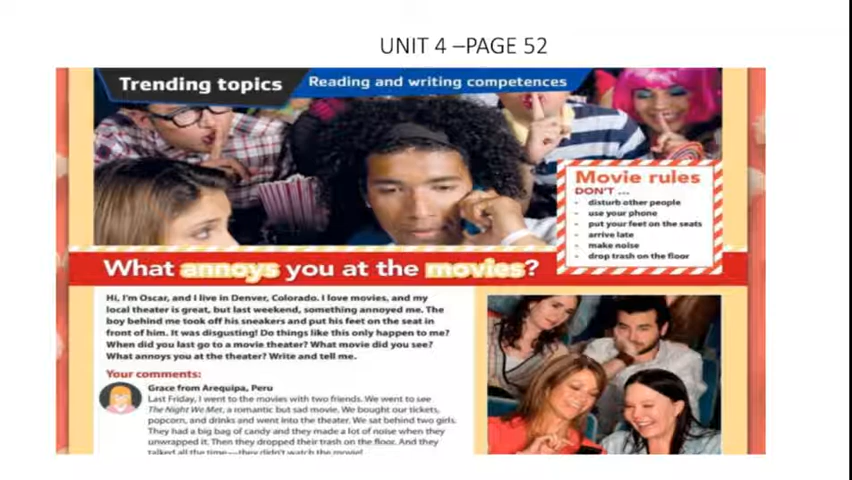 UNIT 4 –PAGE 52
Trending topics
Reading and writing competences
Movie rules
DON'T ...
- disturb other people
- use your phone
- put your feet on the seats
- arrive late
- make noise
- drop trash on the floor
What annoys you at the movies?
Hi, I'm Oscar, and I live in Denver, Colorado. I love movies, and my
local theater is great, but last weekend, something annoyed me. The
boy behind me took off his sneakers and put his feet on the seat in
front of him. It was disgusting! Do things like this only happen to me?
When did you last go to a movie theater? What movie did you see?
What annoys you at the theater? Write and tell me.
Your comments:
Grace from Arequipa, Peru
Last Friday, I went to the movies with two friends. We went to see
The Night We Met, a romantic but sad movie. We bought our tickets,
popcorn, and drinks and went into the theater. We sat behind two girls.
They had a big bag of candy and they made a lot of noise when they
unwrapped it. Then they dropped their trash on the floor. And they
talked all the time—they didn't watch the movie!